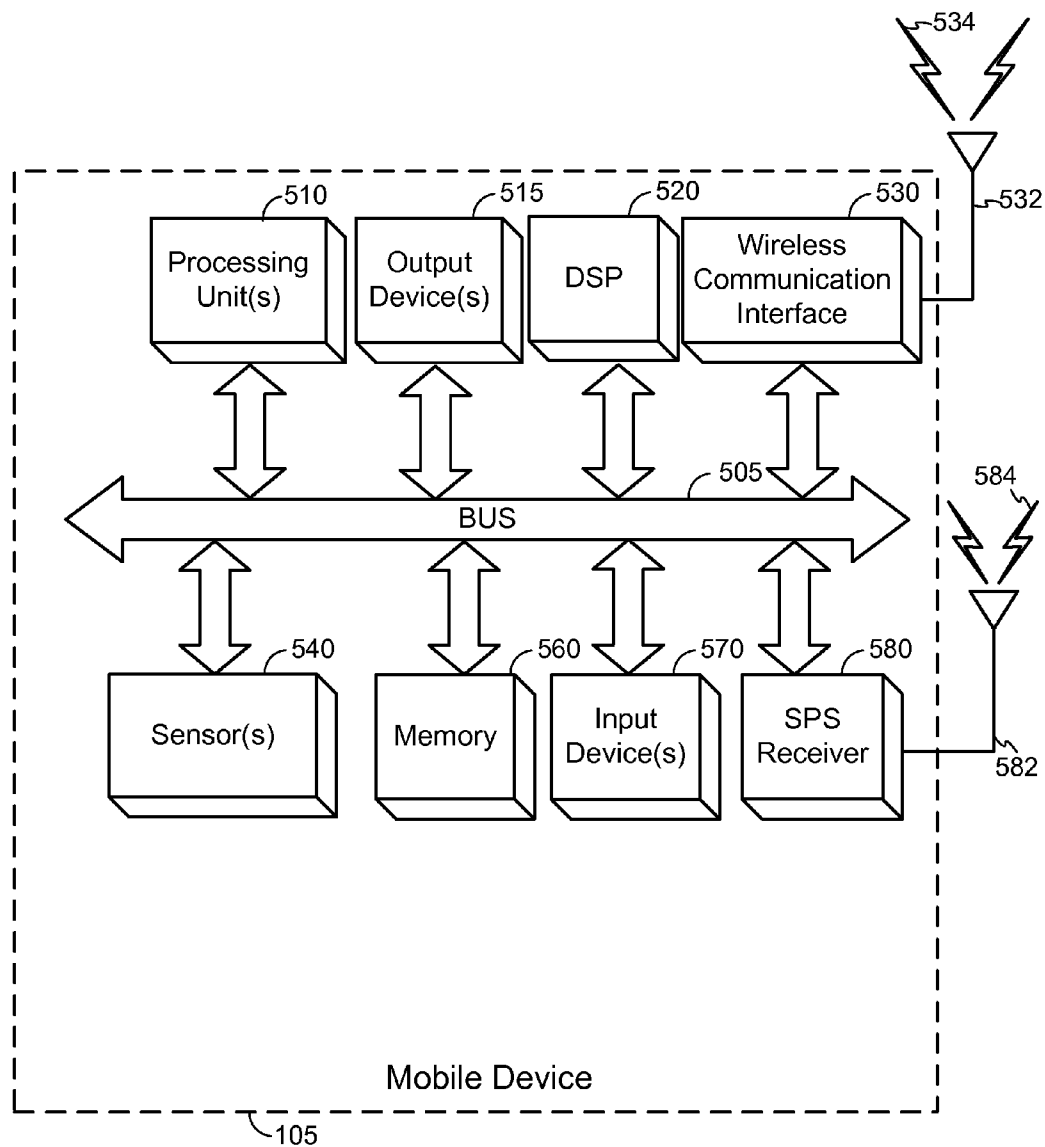 534
510
515
520
530
532
Processing
Unit(s)
Output
Device(s)
DSP
Wireless
Communication
Interface
505
BUS
584
540
560
570
580
582
Sensor(s)
Memory
Input
Device(s)
SPS
Receiver
Mobile Device
105